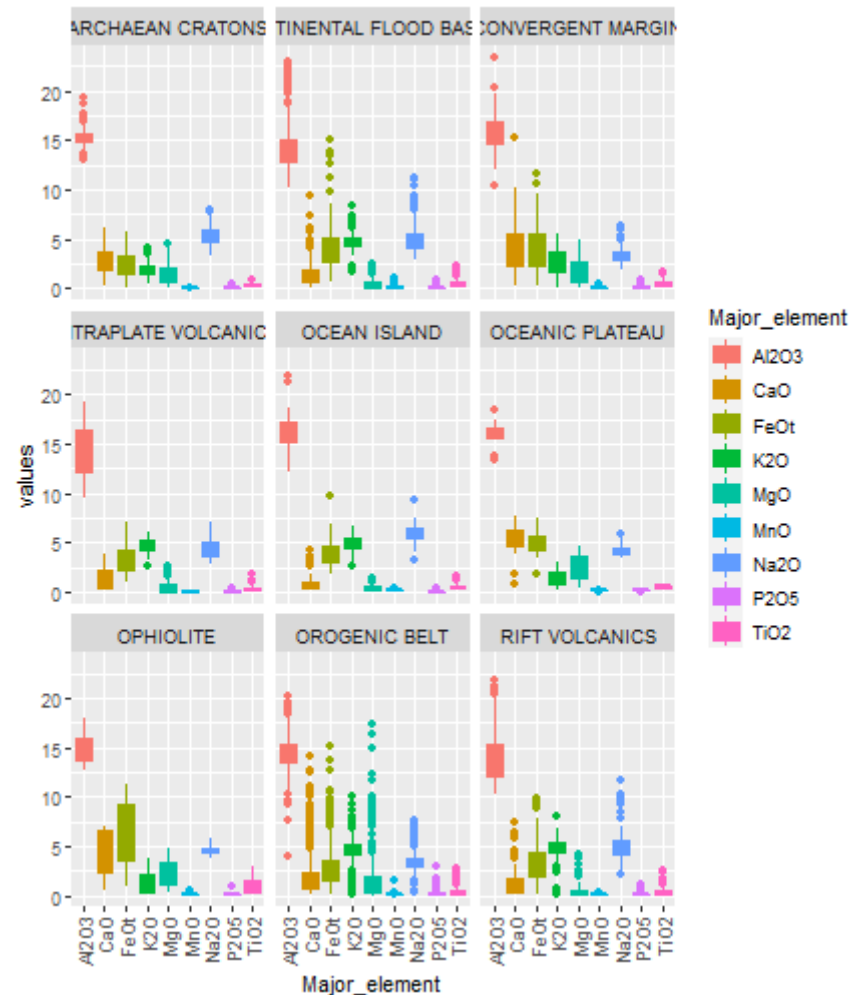 ARCHAEAN CRATONS
TINENTAL FLOOD BAS
CONVERGENT MARGIN
20
15
10
5
0
NTRAPLATE VOLCANIC
OCEAN ISLAND
OCEANIC PLATEAU
20
15
10
5
0
values
OPHIOLITE
OROGENIC BELT
RIFT VOLCANICS
20
15
10
5
0
Al2O3 CaO FeOt K2O MgO MnO Na2O P2O5 TiO2
Al2O3 CaO FeOt K2O MgO MnO Na2O P2O5 TiO2
Al2O3 CaO FeOt K2O MgO MnO Na2O P2O5 TiO2
Major_element
Major_element
Al2O3
CaO
FeOt
K2O
MgO
MnO
Na2O
P2O5
TiO2